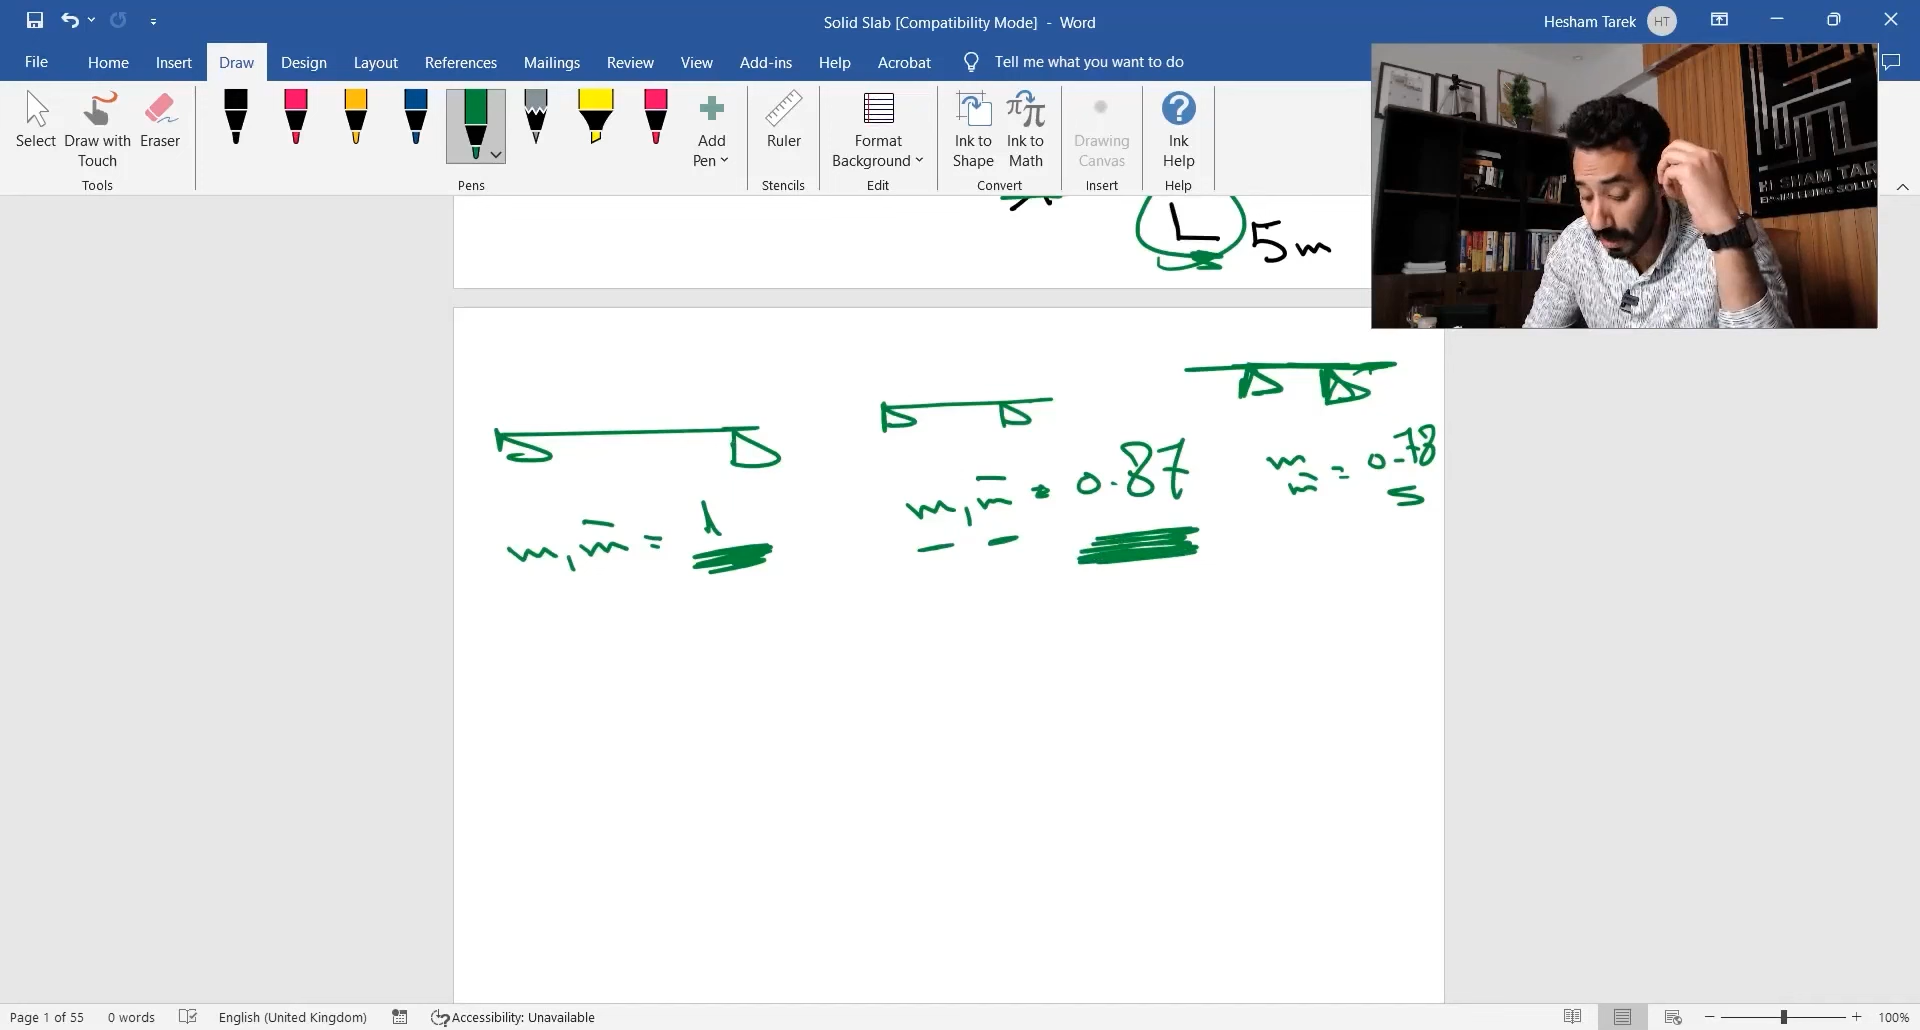 Solid Slab [Compatibility Mode] - Word
Hesham Tarek HT
File Home Insert Draw Design Layout References Mailings Review View Add-ins Help Acrobat Tell me what you want to do
Select
Draw with Touch
Eraser
Add Pen
Ruler
Format Background
Ink to Shape
Ink to Math
Drawing Canvas
Ink Help
Tools Pens Stencils Edit Convert Insert Help
L 5m
m, m̅ = 1
m, m̅ = 0.87
m m̅ = 0.78
Page 1 of 55 0 words English (United Kingdom) Accessibility: Unavailable 100%